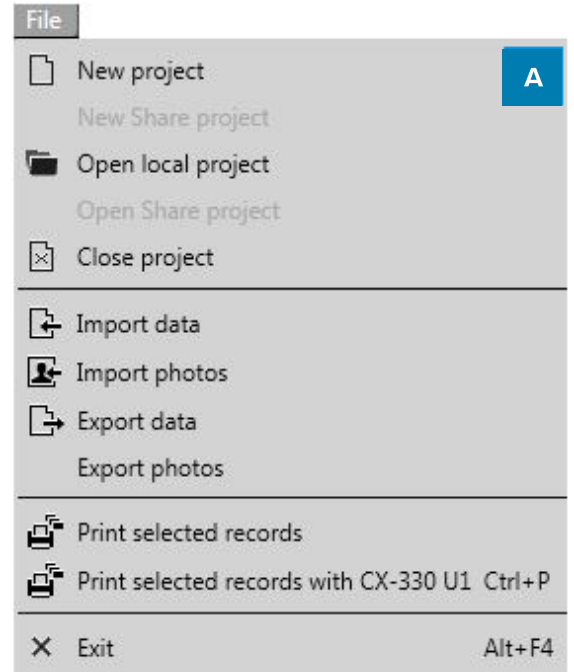 File
New project
A
New Share project
Open local project
Open Share project
Close project
Import data
Import photos
Export data
Export photos
Print selected records
Print selected records with CX-330 U1 Ctrl+P
Exit Alt+F4